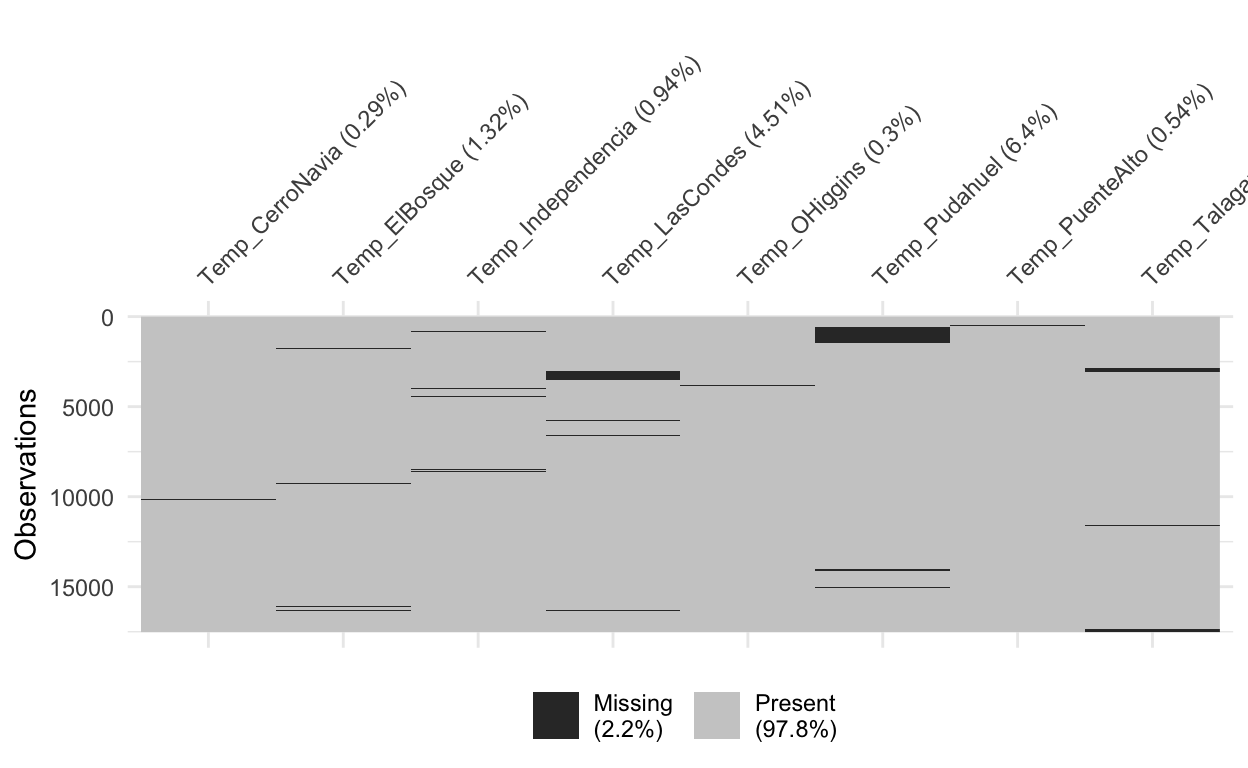 Temp_CerroNavia (0.29%)
Temp_ElBosque (1.32%)
Temp_Independencia (0.94%)
Temp_LasCondes (4.51%)
Temp_OHiggins (0.3%)
Temp_Pudahuel (6.4%)
Temp_PuenteAlto (0.54%)
0
5000
10000
15000
Observations
Missing
(2.2%)
Present
(97.8%)